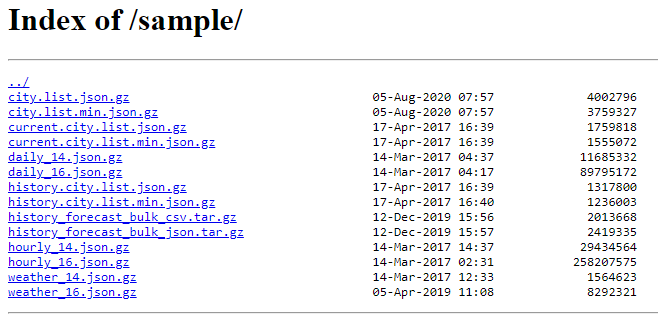 Index of /sample/
../
city.list.json.gz 05-Aug-2020 07:57 4002796
city.list.min.json.gz 05-Aug-2020 07:57 3759327
current.city.list.json.gz 17-Apr-2017 16:39 1759818
current.city.list.min.json.gz 17-Apr-2017 16:39 1555072
daily_14.json.gz 14-Mar-2017 04:37 11685332
daily_16.json.gz 14-Mar-2017 04:17 89795172
history.city.list.json.gz 17-Apr-2017 16:39 1317800
history.city.list.min.json.gz 17-Apr-2017 16:40 1236003
history_forecast_bulk_csv.tar.gz 12-Dec-2019 15:56 2013668
history_forecast_bulk_json.tar.gz 12-Dec-2019 15:57 2419335
hourly_14.json.gz 14-Mar-2017 14:37 29434564
hourly_16.json.gz 14-Mar-2017 02:31 258207575
weather_14.json.gz 14-Mar-2017 12:33 1564623
weather_16.json.gz 05-Apr-2019 11:08 8292321